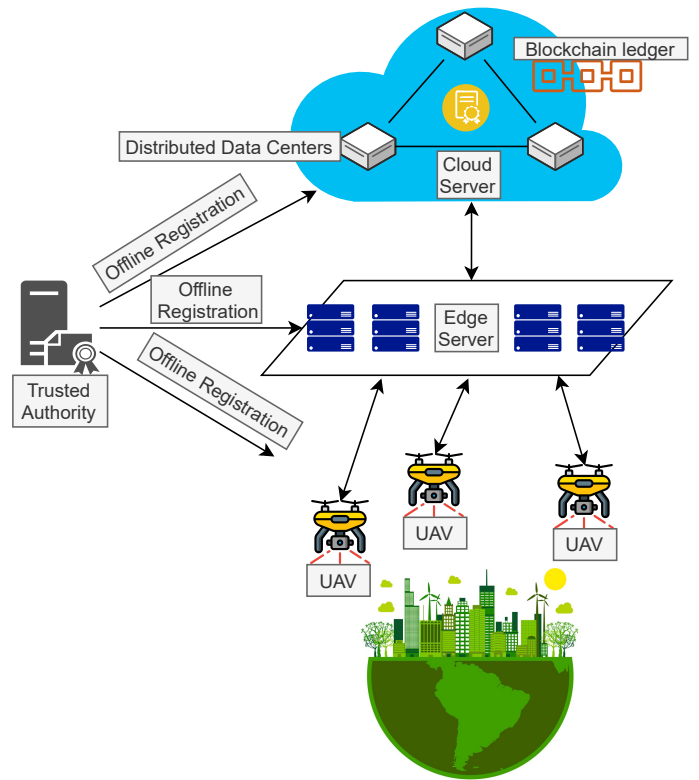 Blockchain ledger
Distributed Data Centers
Cloud
Server
Offline Registration
Offline
Registration
Edge
Server
Offline Registration
Trusted
Authority
UAV
UAV
UAV